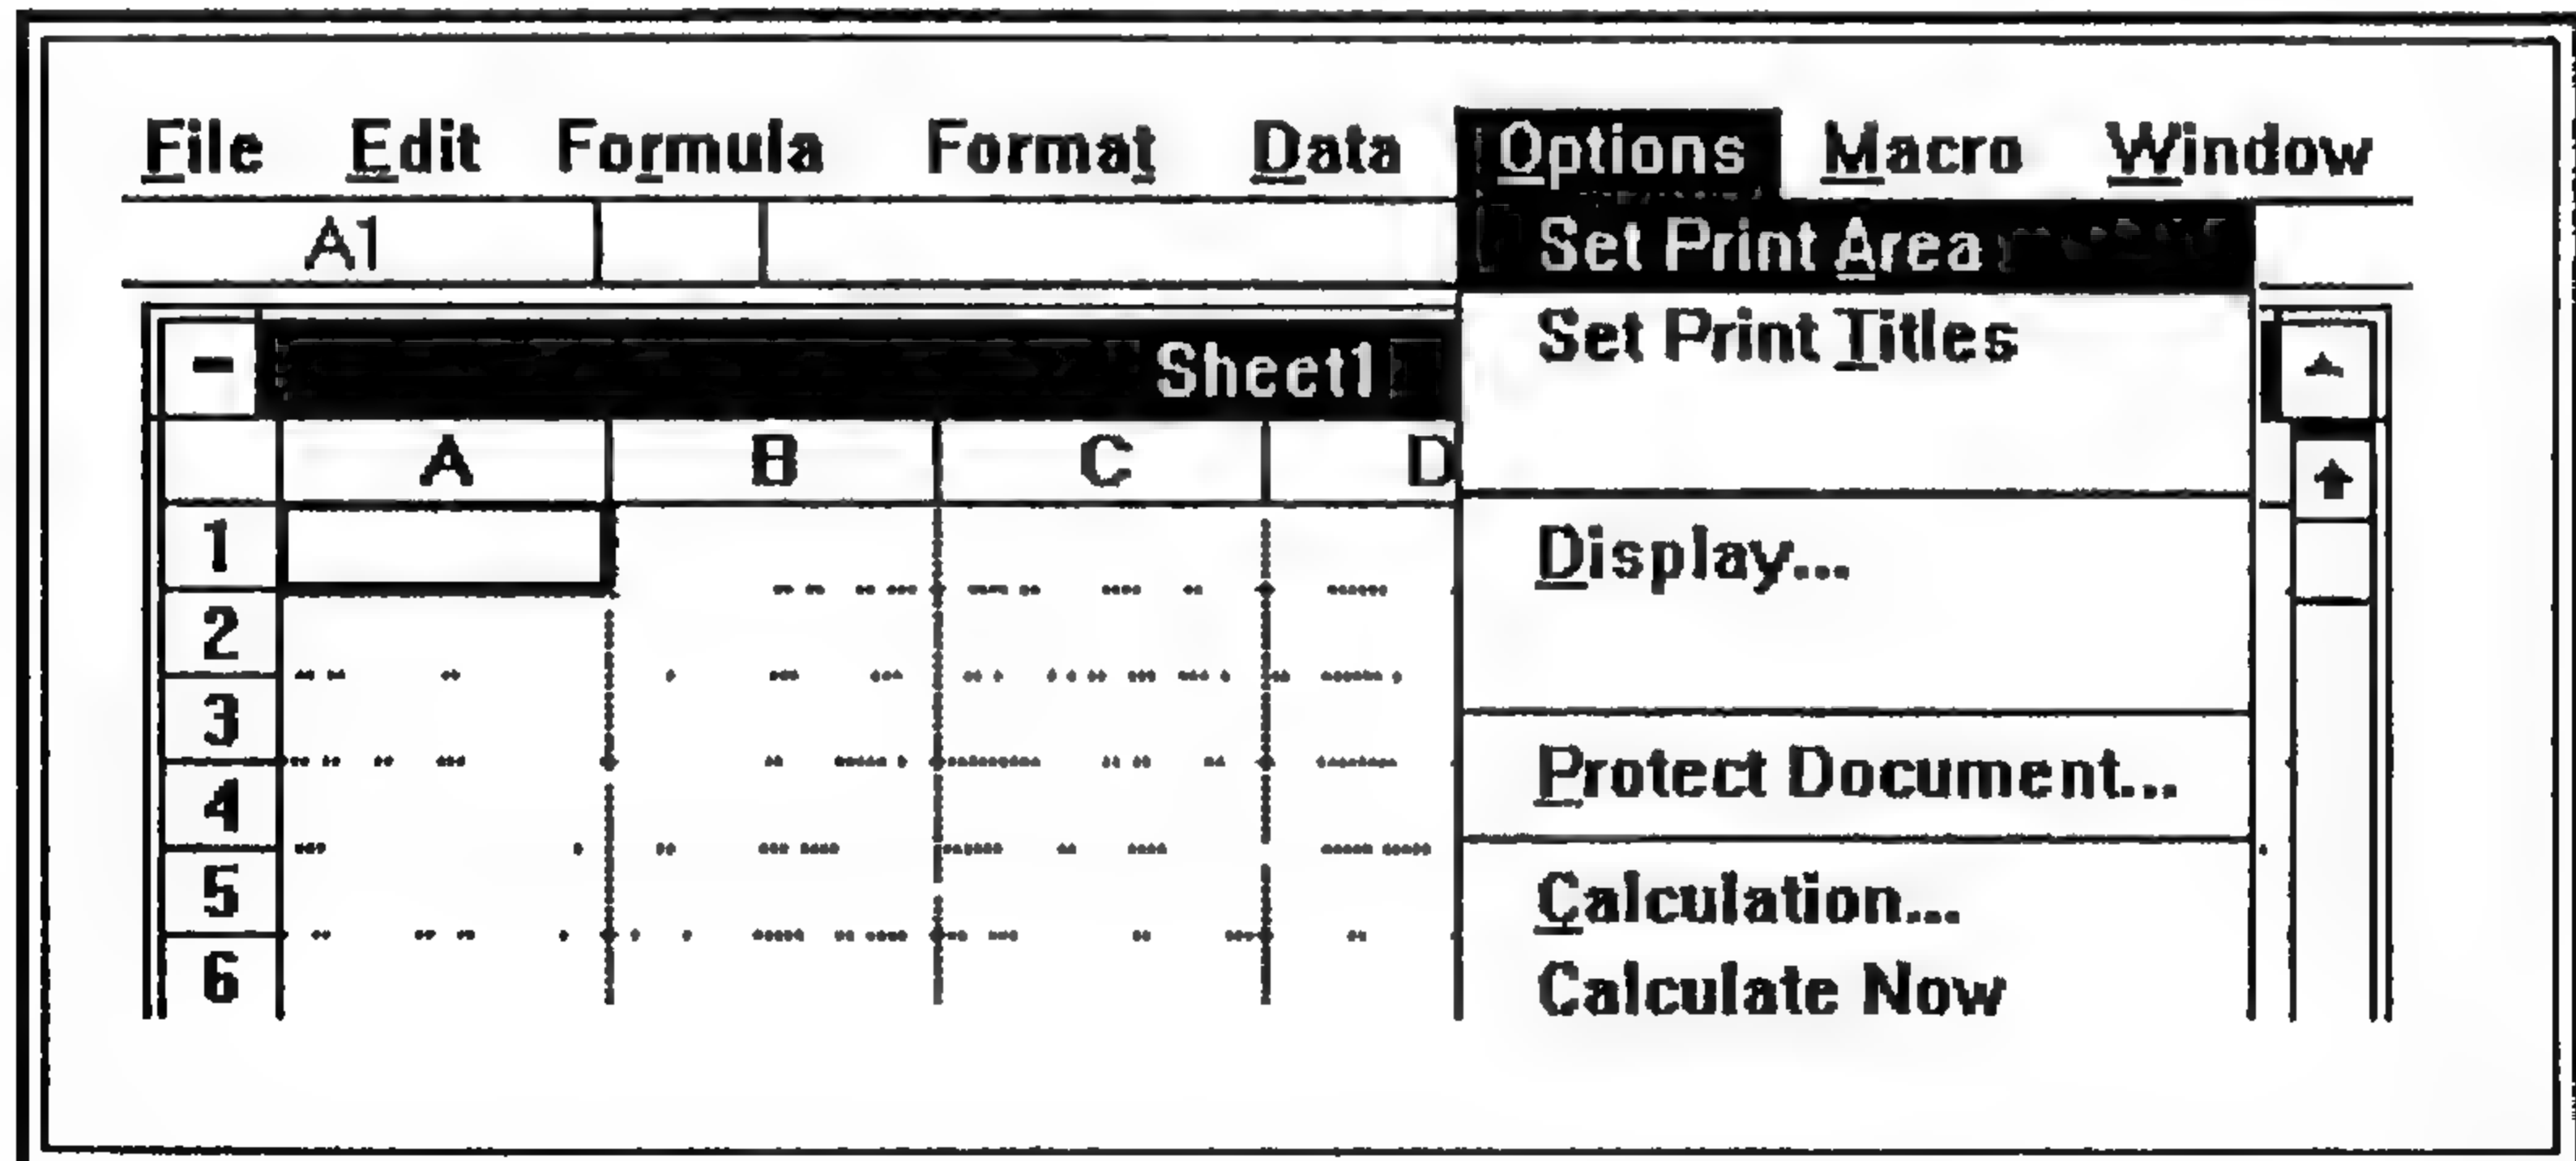 File Edit Formula Format Data Options Macro Window
A1 Set Print Area
Set Print Titles
Sheet1
A B C D
1 Display...
2
3
4 Protect Document...
5 Calculation...
6 Calculate Now